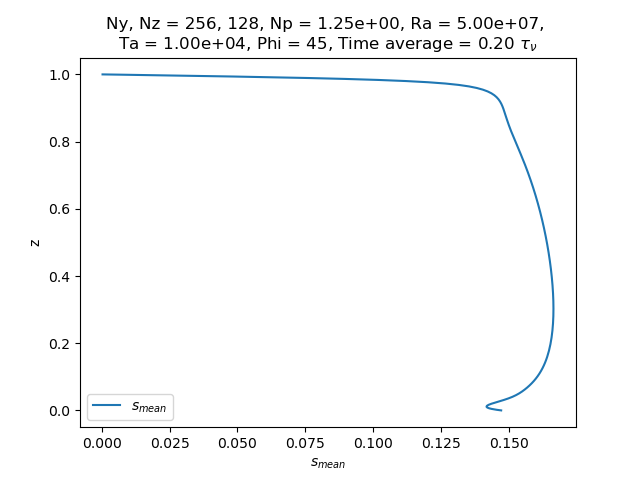 Ny, Nz = 256, 128, Np = 1.25e+00, Ra = 5.00e+07,
Ta = 1.00e+04, Phi = 45, Time average = 0.20 τν
1.0
0.8
0.6
0.4
0.2
0.0
z
smean
0.000 0.025 0.050 0.075 0.100 0.125 0.150
smean